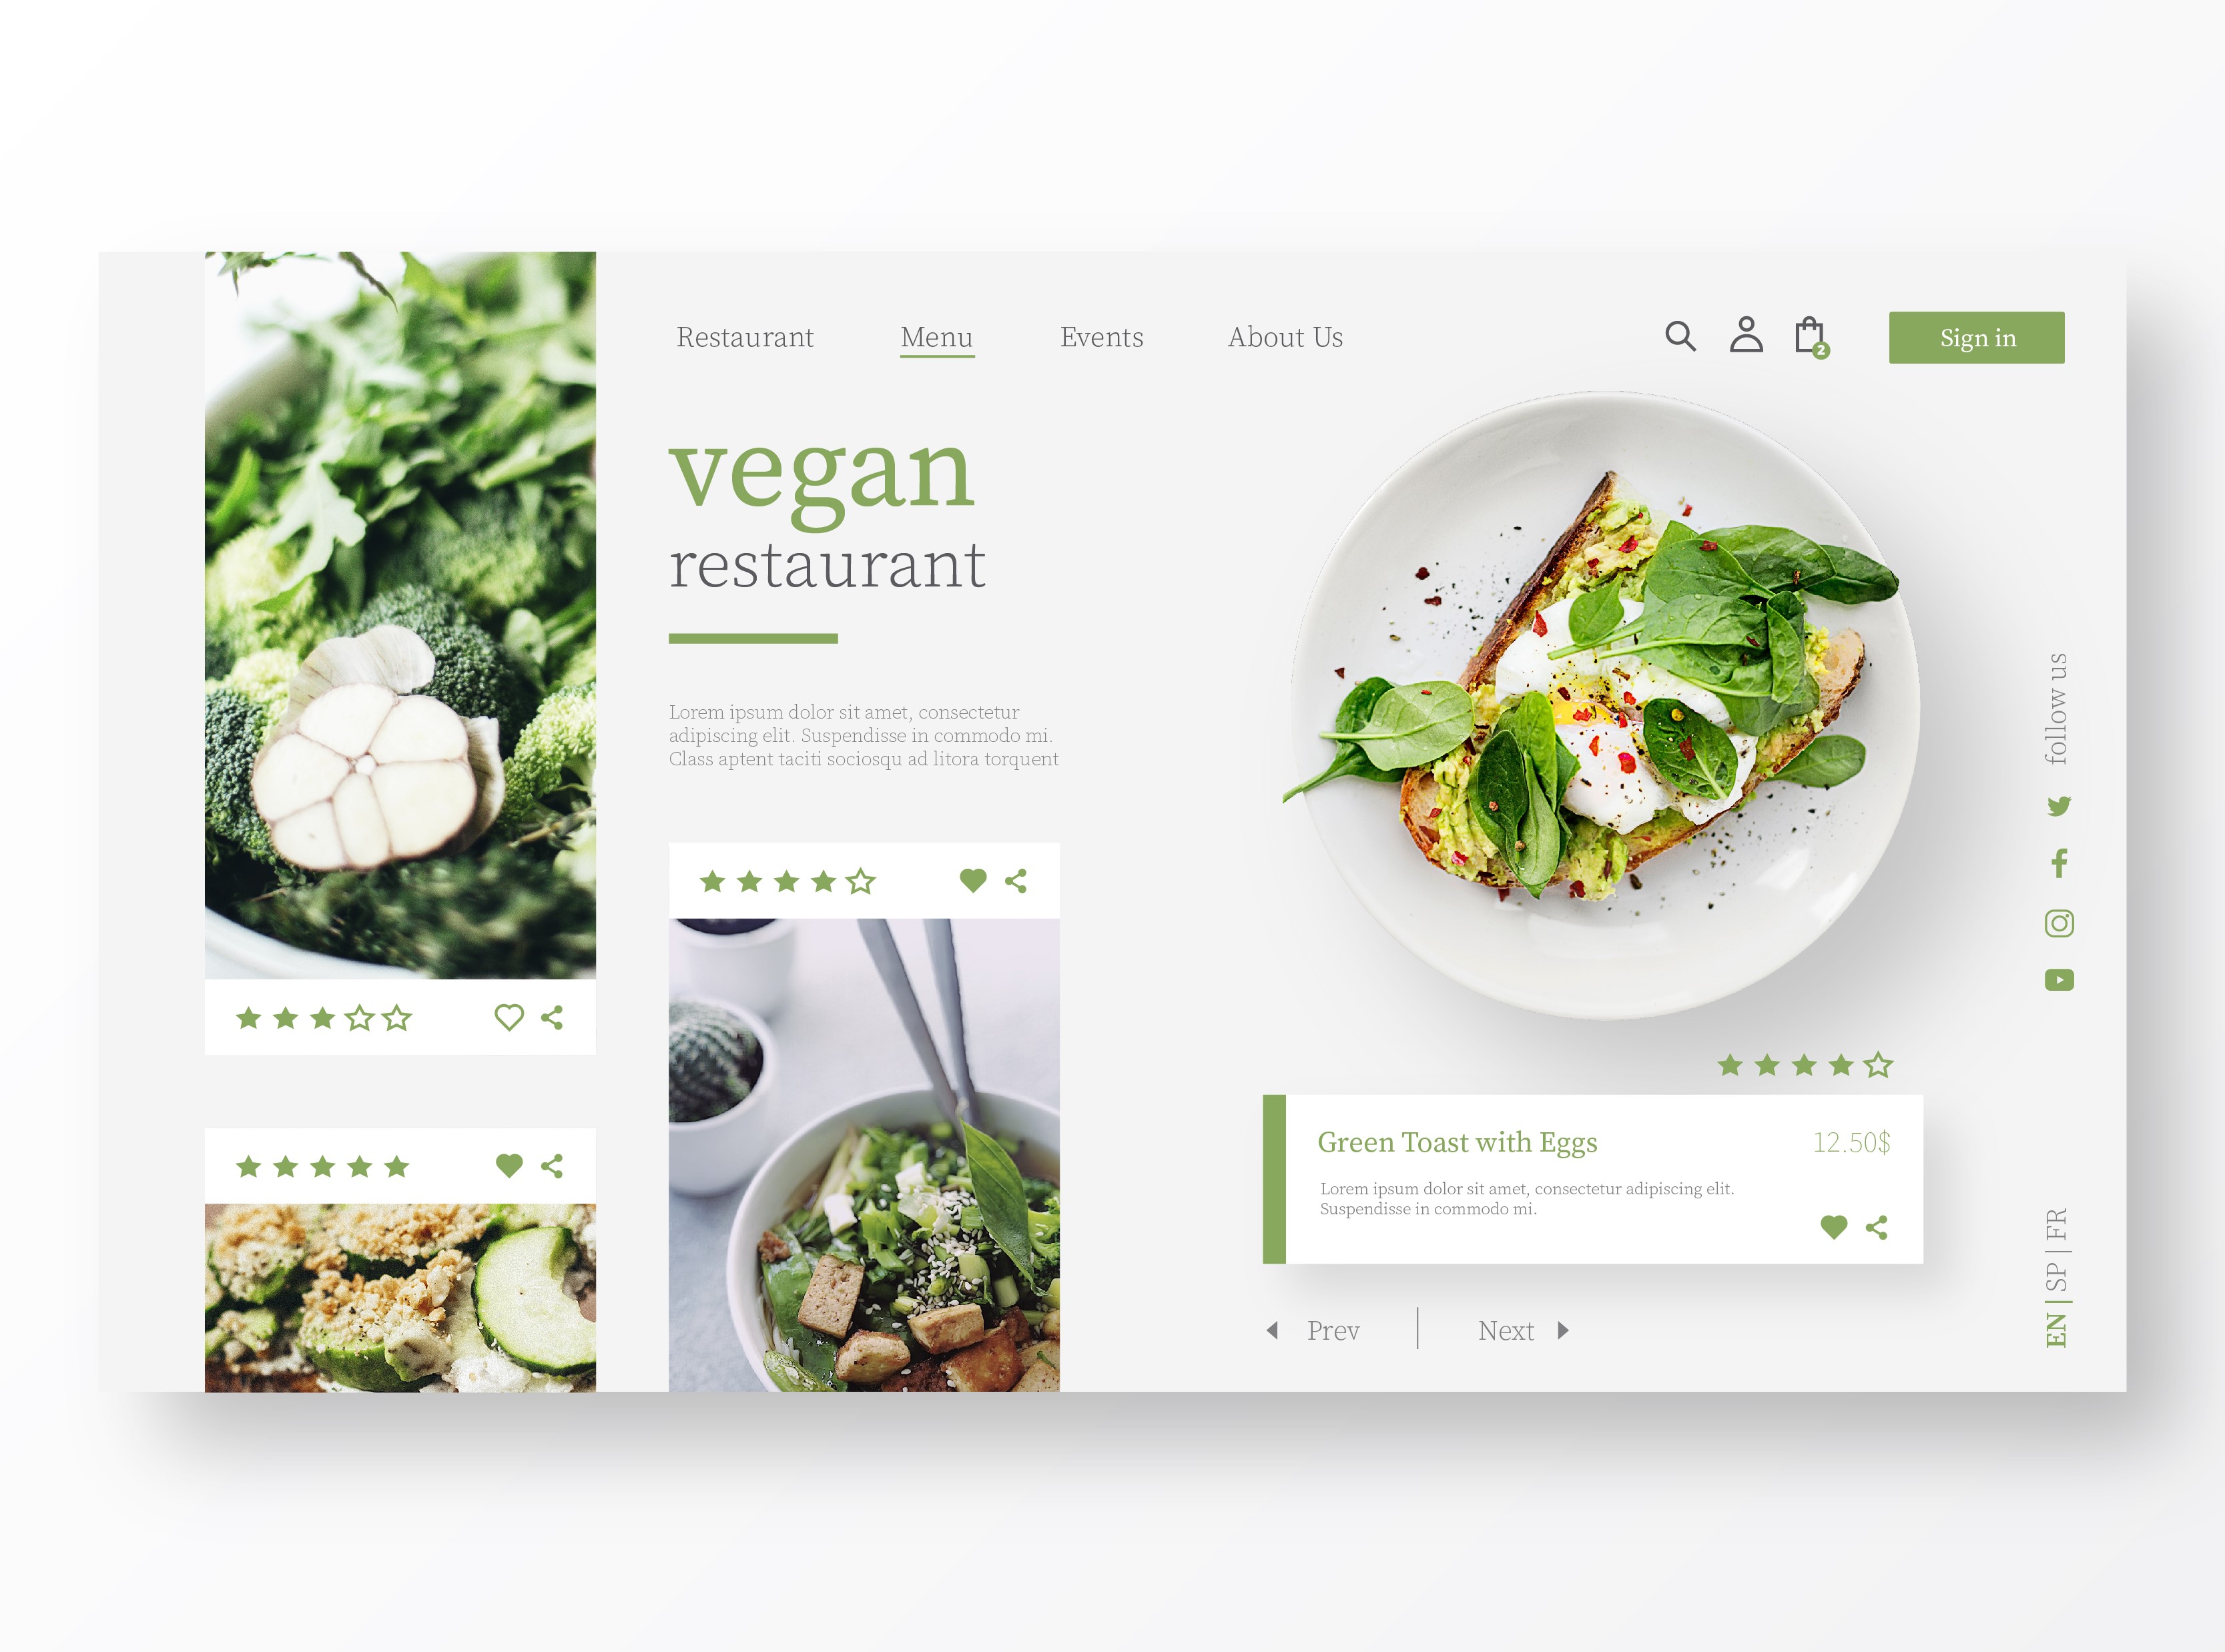 Restaurant
Menu
Events
About Us
2
Sign in
vegan
restaurant
Lorem ipsum dolor sit amet, consectetur
adipiscing elit. Suspendisse in commodo mi.
Class aptent taciti sociosqu ad litora torquent
follow us
Green Toast with Eggs
12.50$
Lorem ipsum dolor sit amet, consectetur adipiscing elit.
Suspendisse in commodo mi.
Prev
Next
EN | SP | FR